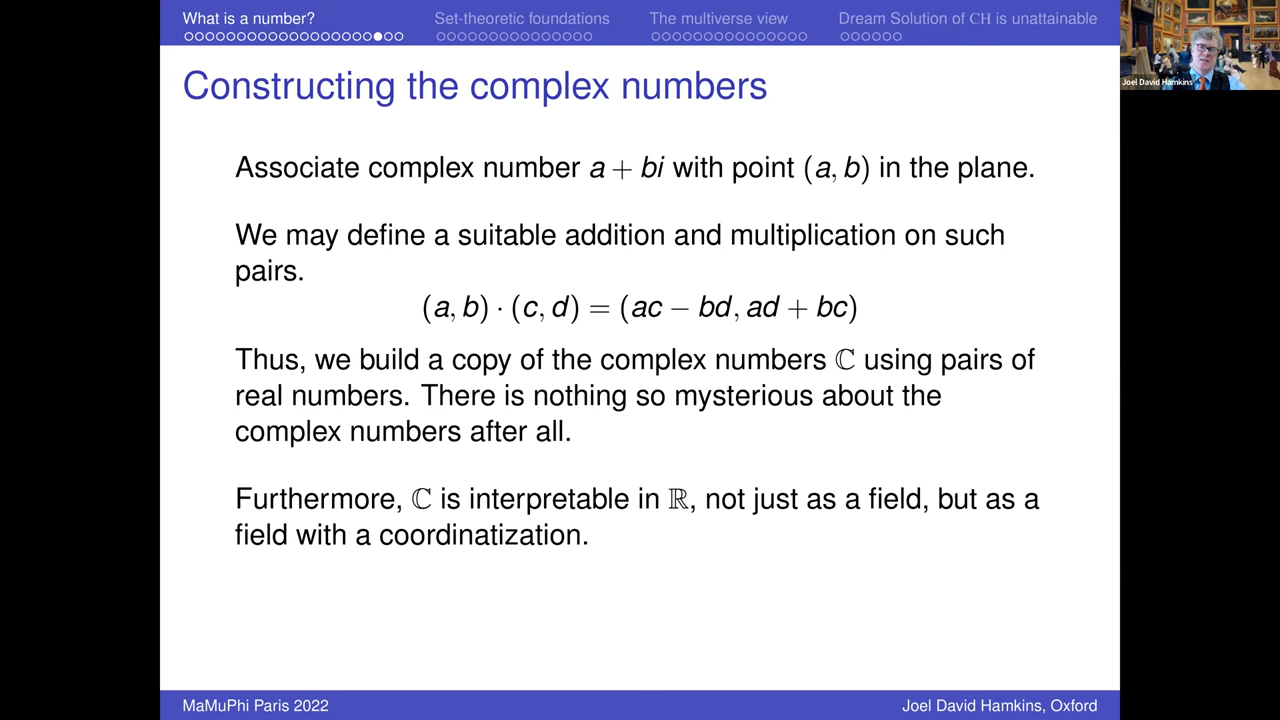 What is a number?
Set-theoretic foundations
The multiverse view
Dream Solution of CH is unattainable
Joel David Hamkins
Constructing the complex numbers
Associate complex number a + bi with point (a, b) in the plane.
We may define a suitable addition and multiplication on such
pairs.
(a, b) · (c, d) = (ac − bd, ad + bc)
Thus, we build a copy of the complex numbers ℂ using pairs of
real numbers. There is nothing so mysterious about the
complex numbers after all.
Furthermore, ℂ is interpretable in ℝ, not just as a field, but as a
field with a coordinatization.
MaMuPhi Paris 2022
Joel David Hamkins, Oxford